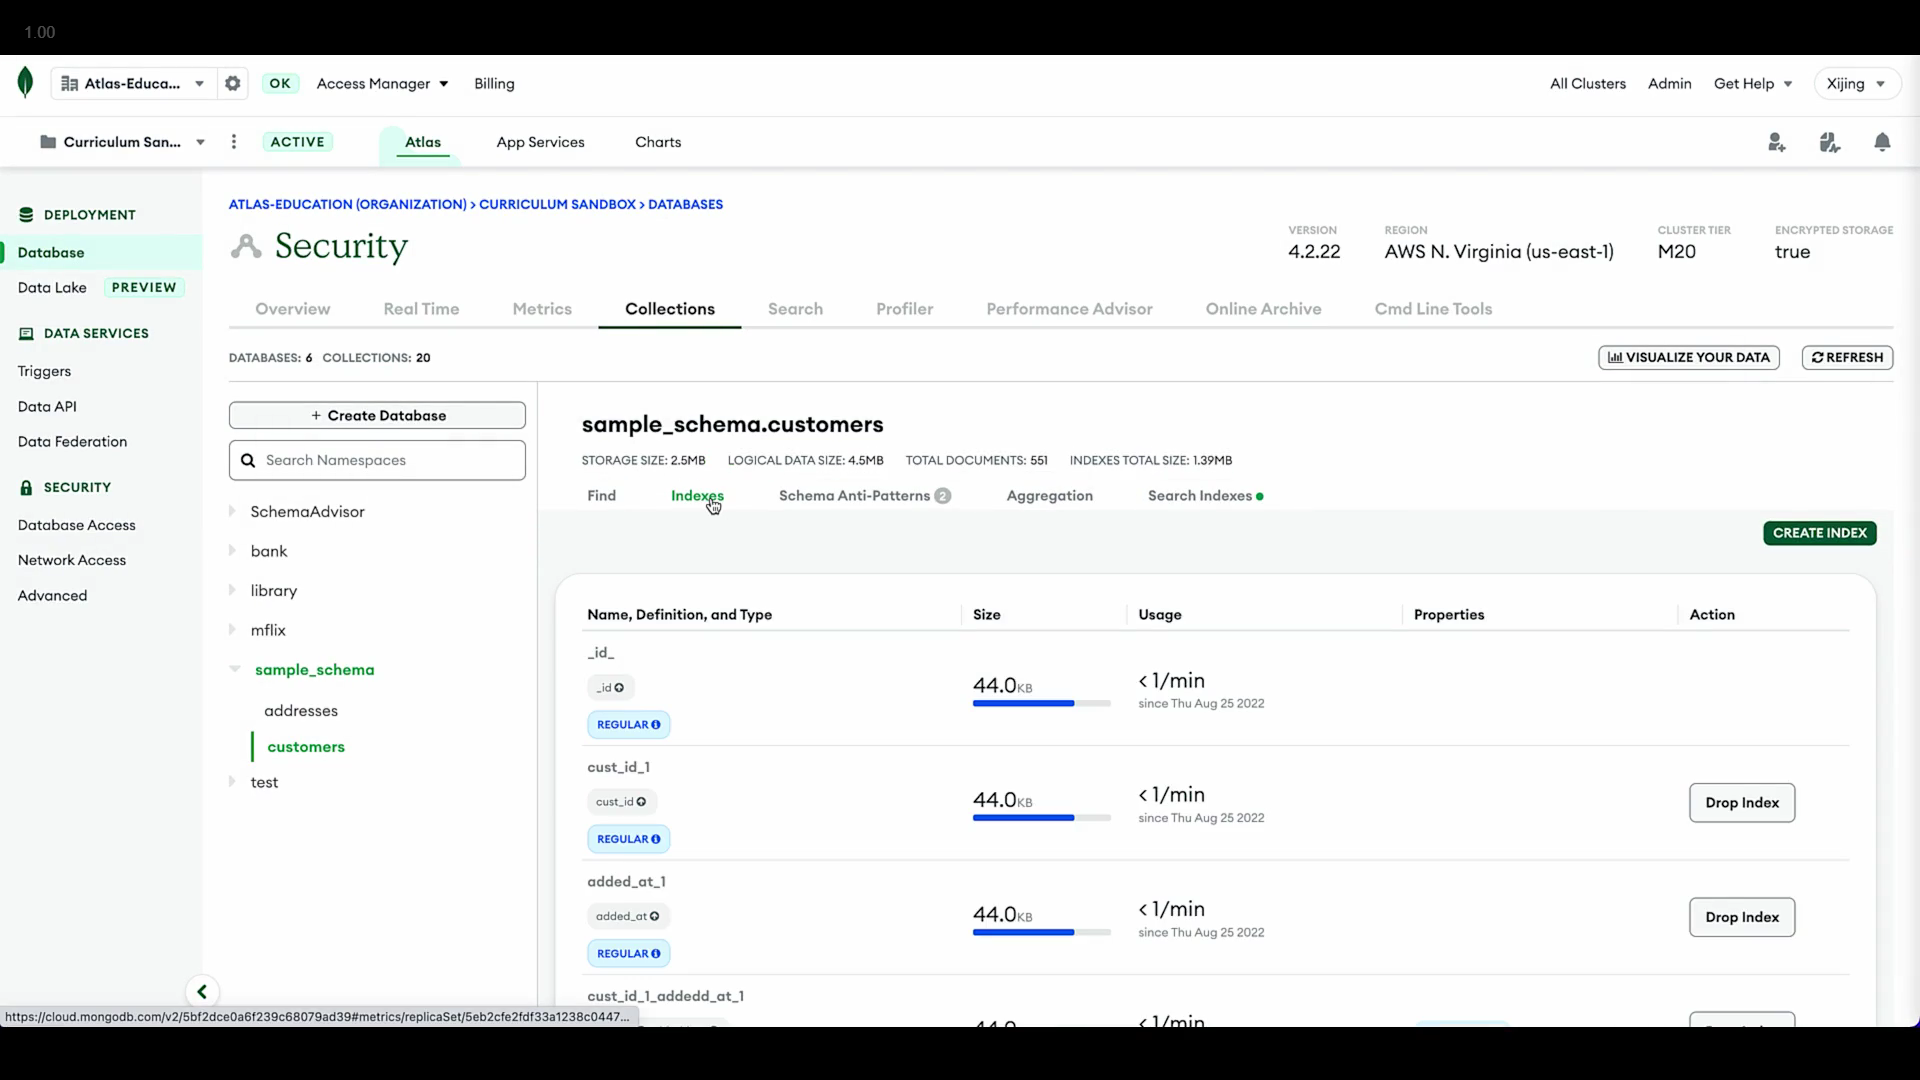 1.00
Atlas-Educa... OK Access Manager Billing All Clusters Admin Get Help Xijing
Curriculum San... ACTIVE Atlas App Services Charts
DEPLOYMENT
Database
Data Lake PREVIEW
DATA SERVICES
Triggers
Data API
Data Federation
SECURITY
Database Access
Network Access
Advanced
ATLAS-EDUCATION (ORGANIZATION) > CURRICULUM SANDBOX > DATABASES
Security
VERSION REGION CLUSTER TIER ENCRYPTED STORAGE
4.2.22 AWS N. Virginia (us-east-1) M20 true
Overview Real Time Metrics Collections Search Profiler Performance Advisor Online Archive Cmd Line Tools
DATABASES: 6 COLLECTIONS: 20 VISUALIZE YOUR DATA REFRESH
+ Create Database
Search Namespaces
SchemaAdvisor
bank
library
mflix
sample_schema
addresses
customers
test
sample_schema.customers
STORAGE SIZE: 2.5MB LOGICAL DATA SIZE: 4.5MB TOTAL DOCUMENTS: 551 INDEXES TOTAL SIZE: 1.39MB
Find Indexes Schema Anti-Patterns 2 Aggregation Search Indexes
CREATE INDEX
Name, Definition, and Type Size Usage Properties Action
_id_
_id 44.0KB < 1/min
since Thu Aug 25 2022
REGULAR
cust_id_1
cust_id 44.0KB < 1/min Drop Index
since Thu Aug 25 2022
REGULAR
added_at_1
added_at 44.0KB < 1/min Drop Index
since Thu Aug 25 2022
REGULAR
cust_id_1_addedd_at_1
44.0 < 1/min
https://cloud.mongodb.com/v2/5bf2dce0a6f239c68079ad39#metrics/replicaSet/5eb2cfe2fdf33a1238c0447...